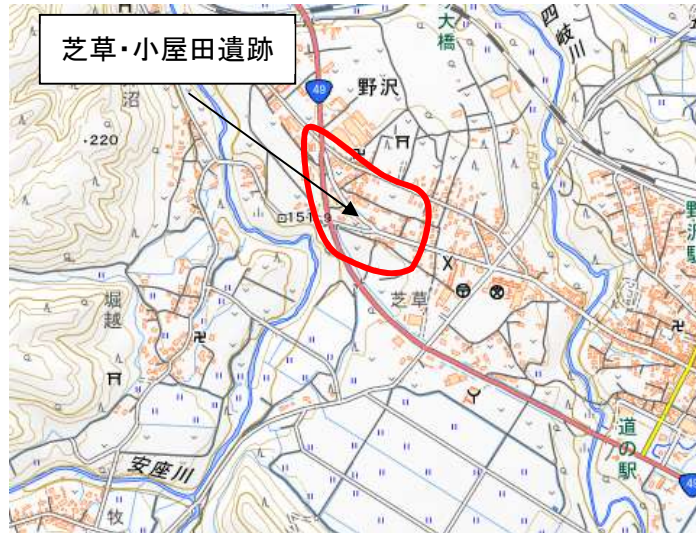 芝草・小屋田遺跡
大橋
四岐川
沼
49
野沢
・220
151.9
野沢駅
堀越
芝草
道の駅
安座川
49
牧